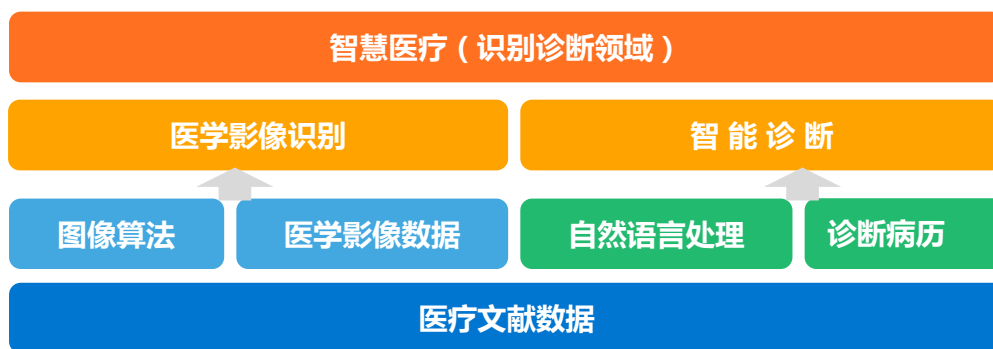 智慧医疗（识别诊断领域）
医学影像识别
智能诊断
图像算法
医学影像数据
自然语言处理
诊断病历
医疗文献数据